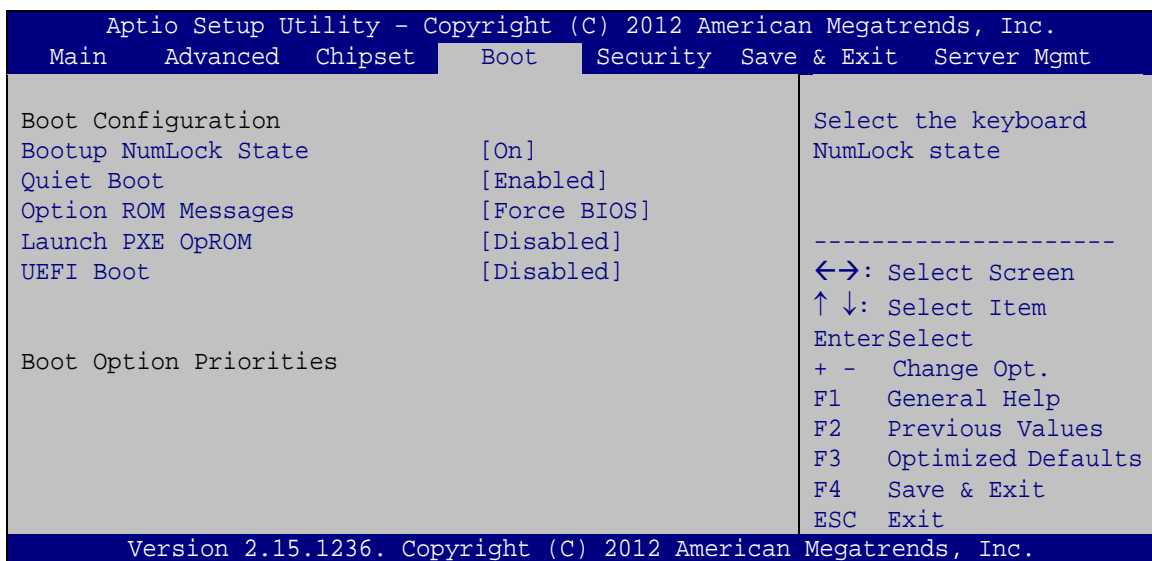 Aptio Setup Utility – Copyright (C) 2012 American Megatrends, Inc.
Main Advanced Chipset Boot Security Save & Exit Server Mgmt
Boot Configuration
Bootup NumLock State [On]
Quiet Boot [Enabled]
Option ROM Messages [Force BIOS]
Launch PXE OpROM [Disabled]
UEFI Boot [Disabled]
Boot Option Priorities
Select the keyboard
NumLock state
---------------------
←→: Select Screen
↑ ↓: Select Item
EnterSelect
+ - Change Opt.
F1 General Help
F2 Previous Values
F3 Optimized Defaults
F4 Save & Exit
ESC Exit
Version 2.15.1236. Copyright (C) 2012 American Megatrends, Inc.